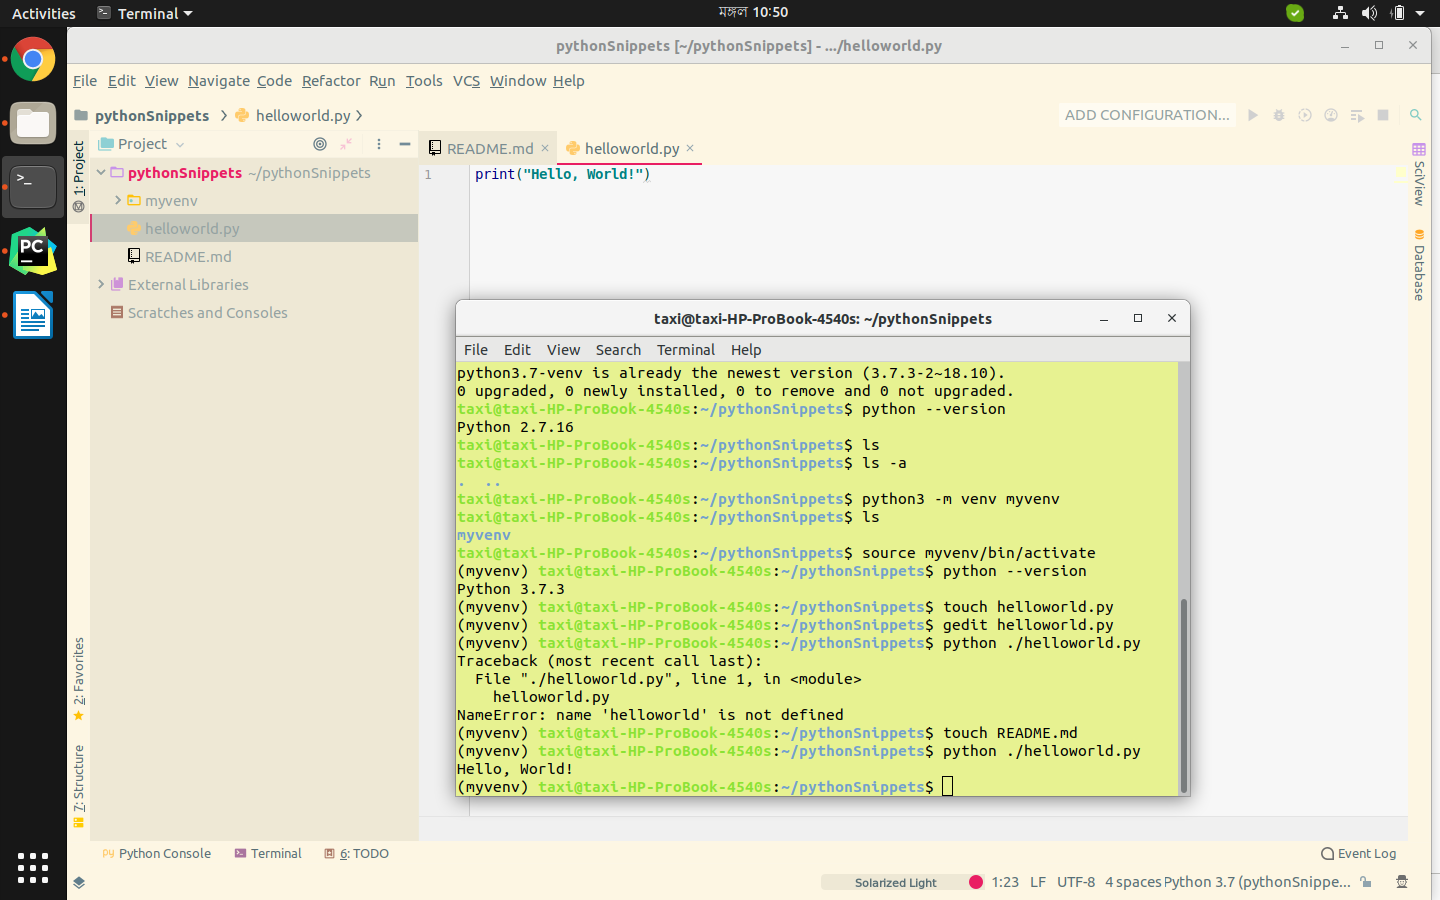 Activities
Terminal
মঙ্গল 10:50
pythonSnippets [~/pythonSnippets] - .../helloworld.py
File Edit View Navigate Code Refactor Run Tools VCS Window Help
pythonSnippets helloworld.py
ADD CONFIGURATION...
Project
README.md
helloworld.py
1: Project
pythonSnippets ~/pythonSnippets
myvenv
helloworld.py
README.md
External Libraries
Scratches and Consoles
1 print("Hello, World!")
SciView
Database
PC
taxi@taxi-HP-ProBook-4540s: ~/pythonSnippets
File Edit View Search Terminal Help
python3.7-venv is already the newest version (3.7.3-2~18.10).
0 upgraded, 0 newly installed, 0 to remove and 0 not upgraded.
taxi@taxi-HP-ProBook-4540s:~/pythonSnippets$ python --version
Python 2.7.16
taxi@taxi-HP-ProBook-4540s:~/pythonSnippets$ ls
taxi@taxi-HP-ProBook-4540s:~/pythonSnippets$ ls -a
. ..
taxi@taxi-HP-ProBook-4540s:~/pythonSnippets$ python3 -m venv myvenv
taxi@taxi-HP-ProBook-4540s:~/pythonSnippets$ ls
myvenv
taxi@taxi-HP-ProBook-4540s:~/pythonSnippets$ source myvenv/bin/activate
(myvenv) taxi@taxi-HP-ProBook-4540s:~/pythonSnippets$ python --version
Python 3.7.3
(myvenv) taxi@taxi-HP-ProBook-4540s:~/pythonSnippets$ touch helloworld.py
(myvenv) taxi@taxi-HP-ProBook-4540s:~/pythonSnippets$ gedit helloworld.py
(myvenv) taxi@taxi-HP-ProBook-4540s:~/pythonSnippets$ python ./helloworld.py
Traceback (most recent call last):
File "./helloworld.py", line 1, in <module>
helloworld.py
NameError: name 'helloworld' is not defined
(myvenv) taxi@taxi-HP-ProBook-4540s:~/pythonSnippets$ touch README.md
(myvenv) taxi@taxi-HP-ProBook-4540s:~/pythonSnippets$ python ./helloworld.py
Hello, World!
(myvenv) taxi@taxi-HP-ProBook-4540s:~/pythonSnippets$
2: Favorites
7: Structure
Python Console
Terminal
6: TODO
Event Log
Solarized Light
1:23 LF UTF-8 4 spaces Python 3.7 (pythonSnippe...